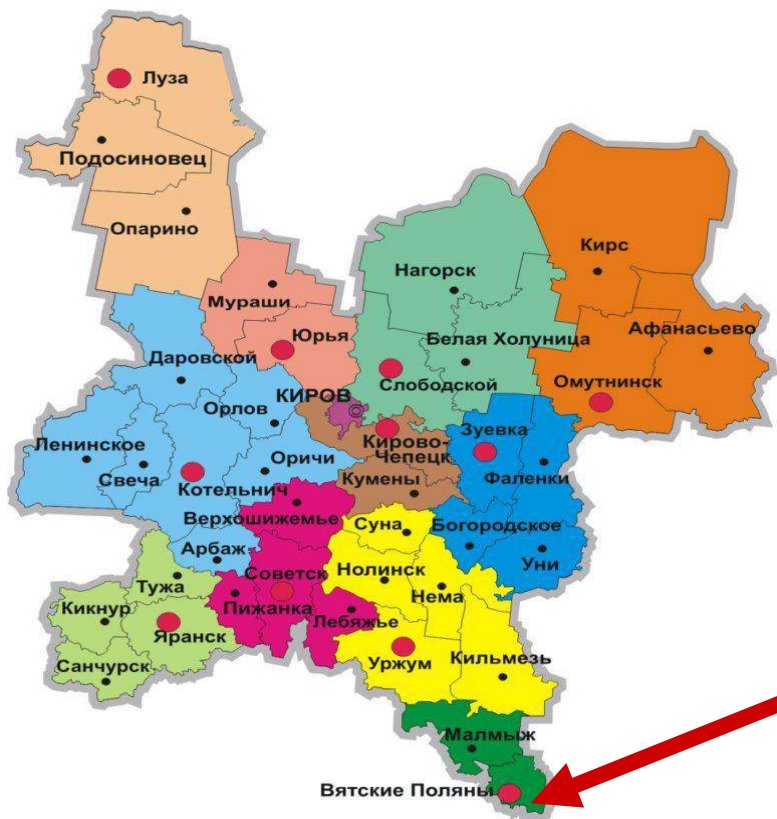 Луза
Подосиновец
Опарино
Кирс
Нагорск
Мураши
Афанасьево
Юрья
Белая Холуница
Даровской
Слободской
Омутнинск
КИРОВ
Орлов
Зуевка
Кирово-
Чепецк
Ленинское
Оричи
Свеча
Фаленки
Котельнич
Кумены
Верхошижемье
Суна
Богородское
Арбаж
Уни
Советск
Нолинск
Тужа
Нема
Кикнур
Пижанка
Лебяжье
Яранск
Уржум
Кильмезь
Санчурск
Малмыж
Вятские Поляны